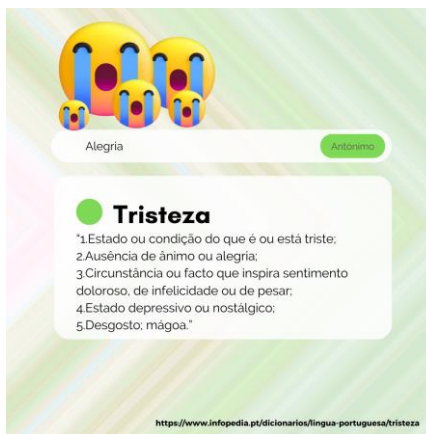 Alegria
Antónimo
Tristeza
"1.Estado ou condição do que é ou está triste;
2.Ausência de ânimo ou alegria;
3.Circunstância ou facto que inspira sentimento
doloroso, de infelicidade ou de pesar;
4.Estado depressivo ou nostálgico;
5.Desgosto; mágoa."
https://www.infopedia.pt/dicionarios/lingua-portuguesa/tristeza